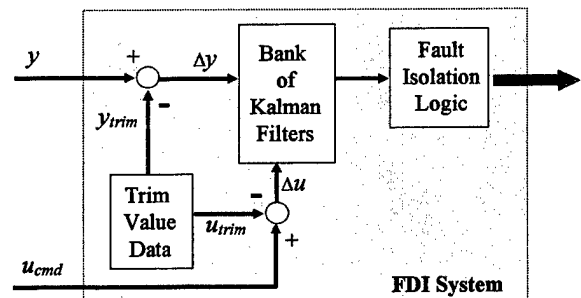 y
+
Δy
-
y_trim
Bank
of
Kalman
Filters
Fault
Isolation
Logic
Trim
Value
Data
-
Δu
u_trim
+
u_cmd
FDI System